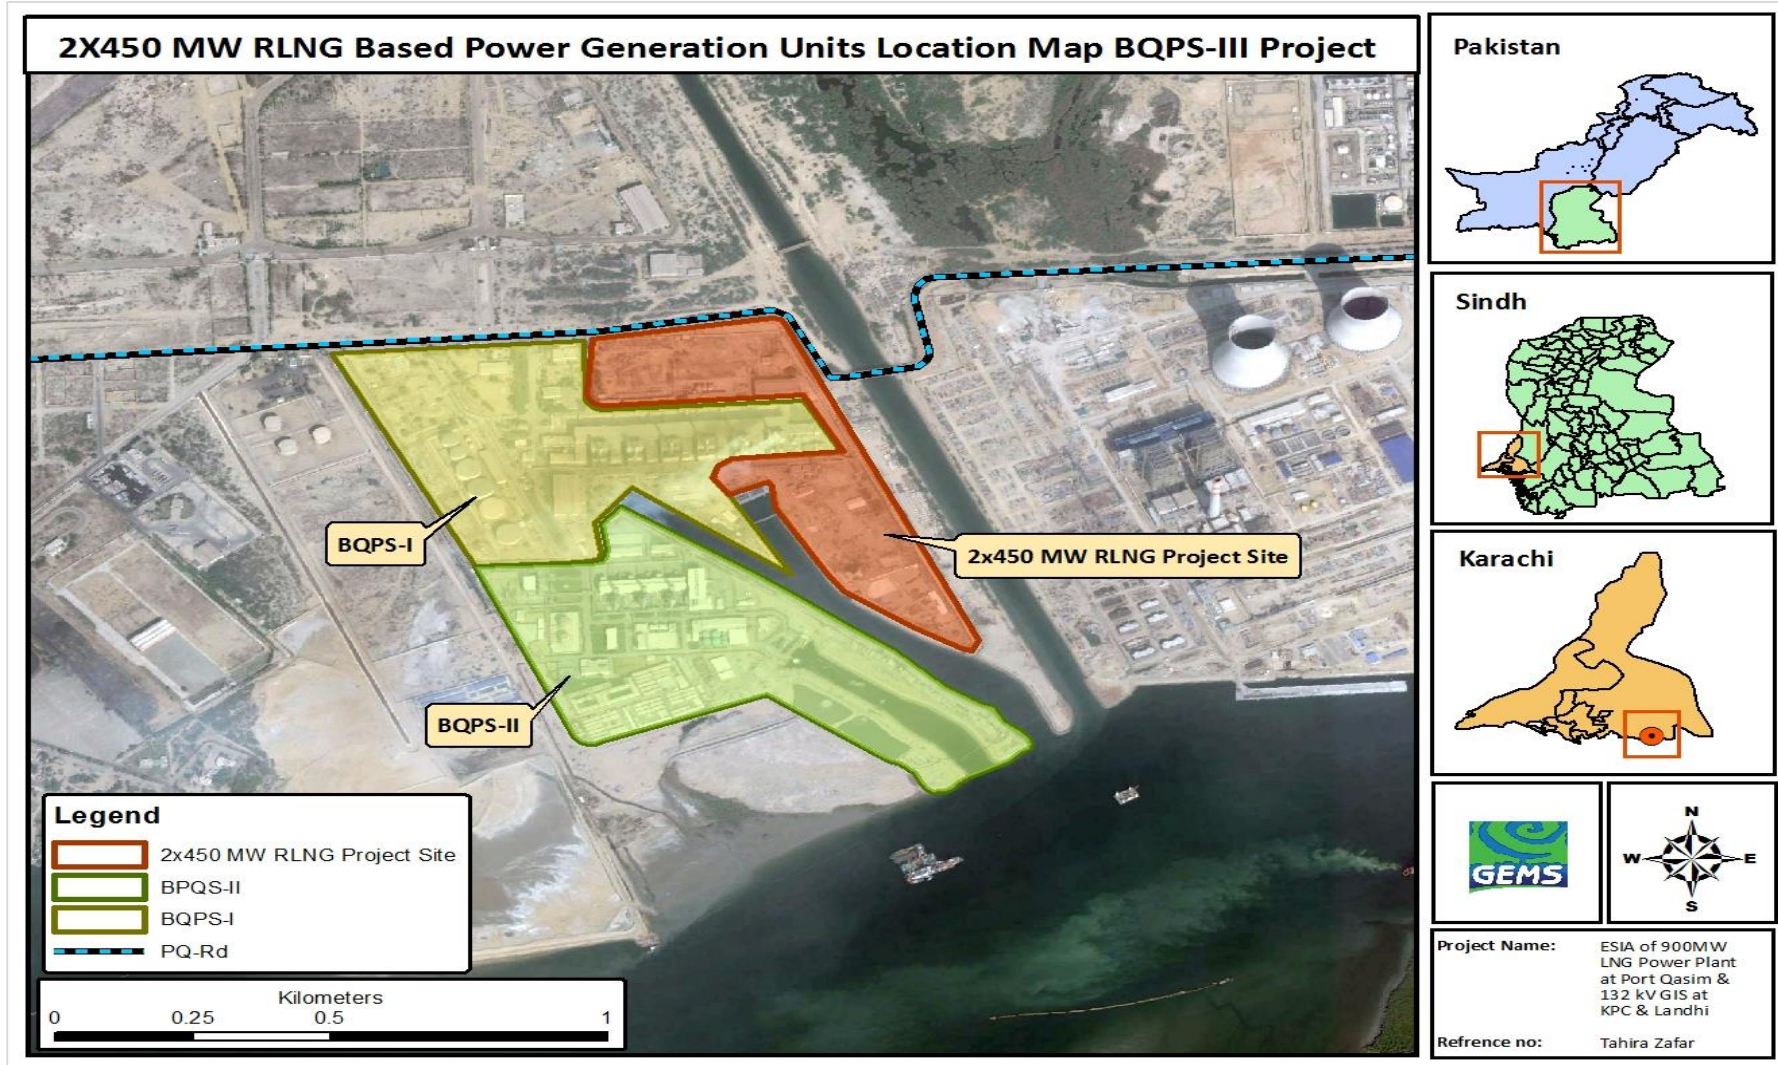 2X450 MW RLNG Based Power Generation Units Location Map BQPS-III Project
BQPS-I
2x450 MW RLNG Project Site
BQPS-II
Legend
2x450 MW RLNG Project Site
BPQS-II
BQPS-I
PQ-Rd
Kilometers
0 0.25 0.5 1
Pakistan
Sindh
Karachi
GEMS
N
W E
S
Project Name: ESIA of 900MW
LNG Power Plant
at Port Qasim &
132 kV GIS at
KPC & Landhi
Refrence no: Tahira Zafar